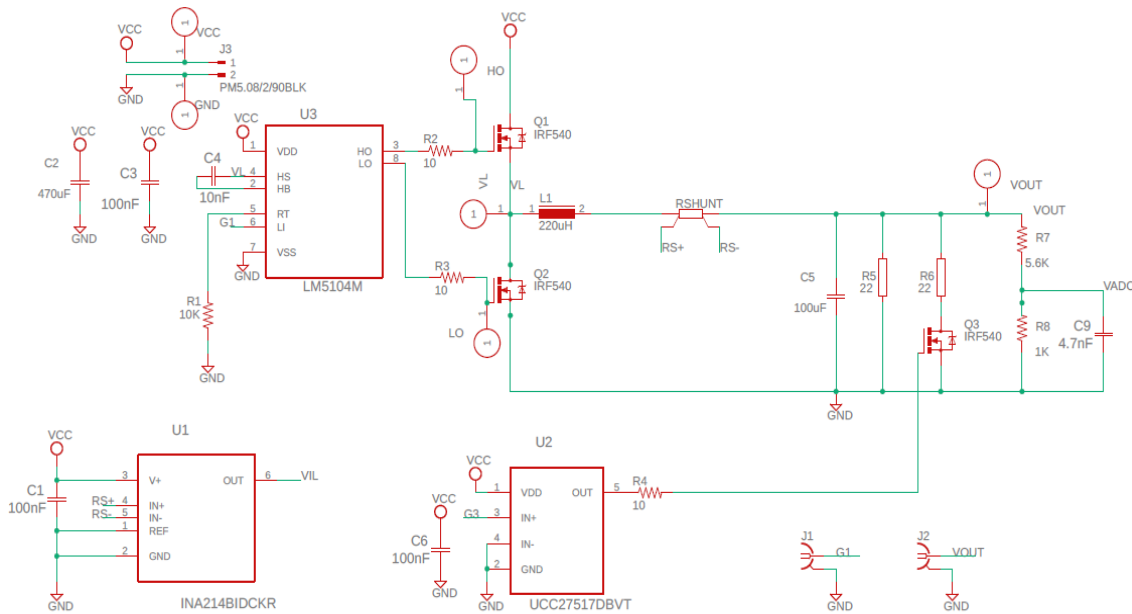 VCC
1
VCC
J3
1
1
2
PM5.08/2/90BLK
GND
1
GND
1
VCC
C2
470uF
GND
VCC
C3
100nF
GND
VCC
U3
1
VDD
HO
3
LO
8
C4
VL
4
HS
2
HB
10nF
5
RT
G1
6
LI
7
VSS
GND
LM5104M
R1
10K
GND
R2
10
1
1
HO
VCC
Q1
IRF540
VL
VL
1
1
L1
1
2
220uH
RSHUNT
RS+
RS-
R3
10
Q2
IRF540
LO
1
1
1
1
VOUT
VOUT
C5
100uF
R5
22
R6
22
Q3
IRF540
R7
5.6K
VADC
R8
1K
C9
4.7nF
GND
U1
VCC
C1
100nF
3
V+
OUT
6
VIL
RS+
4
IN+
RS-
5
IN-
1
REF
2
GND
GND
INA214BIDCKR
U2
VCC
1
VDD
OUT
5
R4
10
VCC
G3
3
IN+
C6
100nF
4
IN-
2
GND
GND
GND
UCC27517DBVT
J1
G1
GND
J2
VOUT
GND